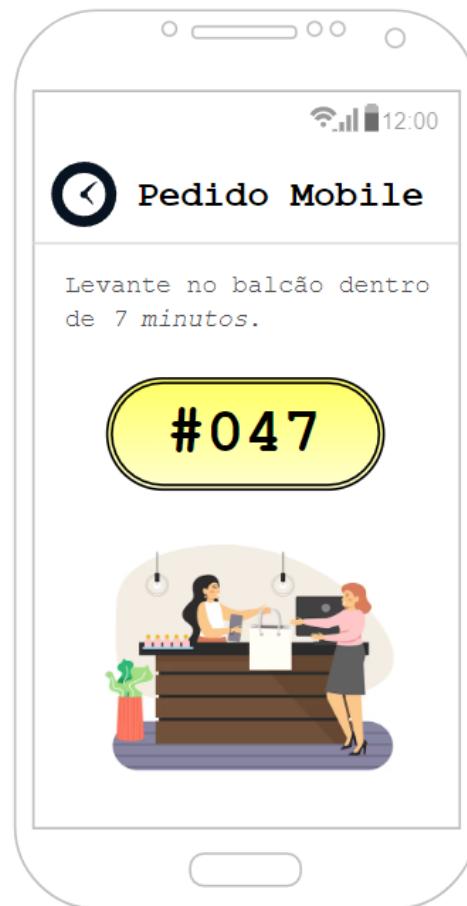 12:00
Pedido Mobile
Levante no balcão dentro
de 7 minutos.
#047